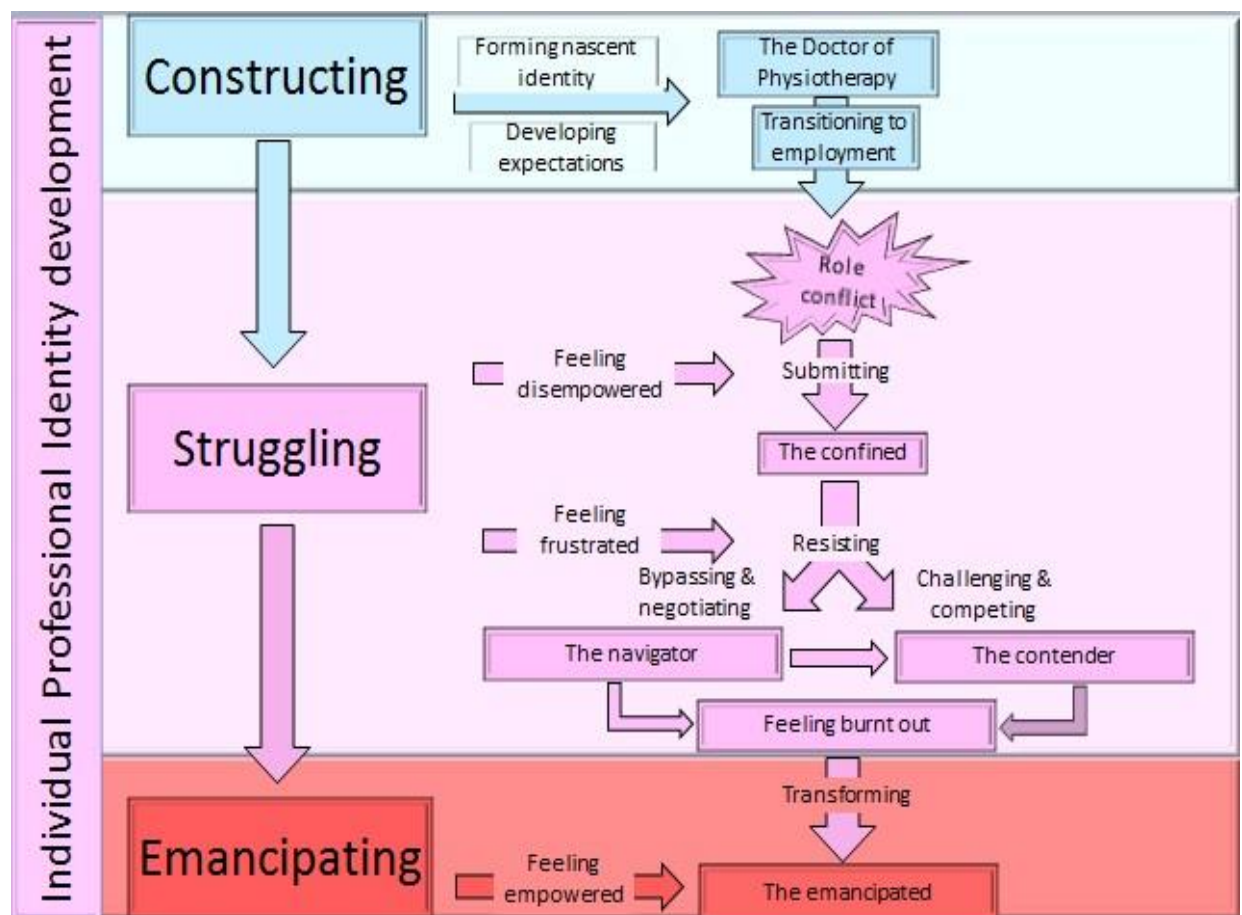 Individual Professional Identity development
Constructing
Forming nascent
identity
Developing
expectations
The Doctor of
Physiotherapy
Transitioning to
employment
Role
conflict
Struggling
Feeling
disempowered
Submitting
The confined
Feeling
frustrated
Resisting
Bypassing &
negotiating
Challenging &
competing
The navigator
The contender
Feeling burnt out
Transforming
Emancipating
Feeling
empowered
The emancipated